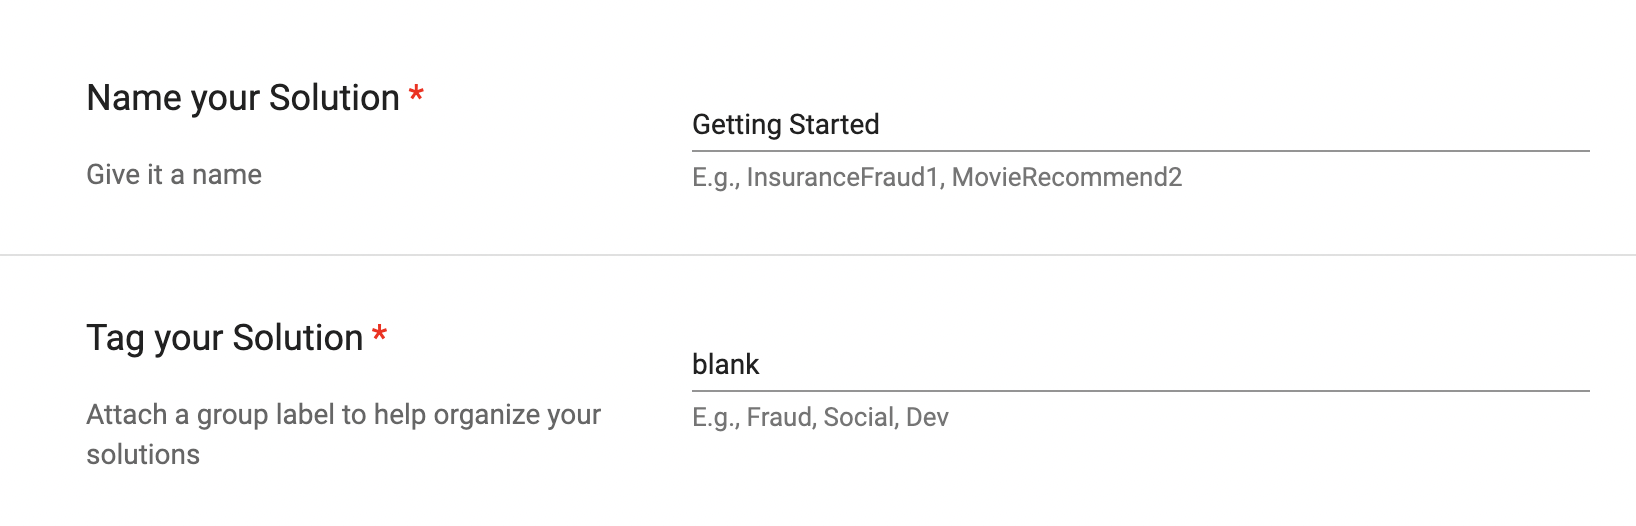 Name your Solution *
Getting Started
Give it a name
E.g., InsuranceFraud1, MovieRecommend2
Tag your Solution *
blank
Attach a group label to help organize your
solutions
E.g., Fraud, Social, Dev